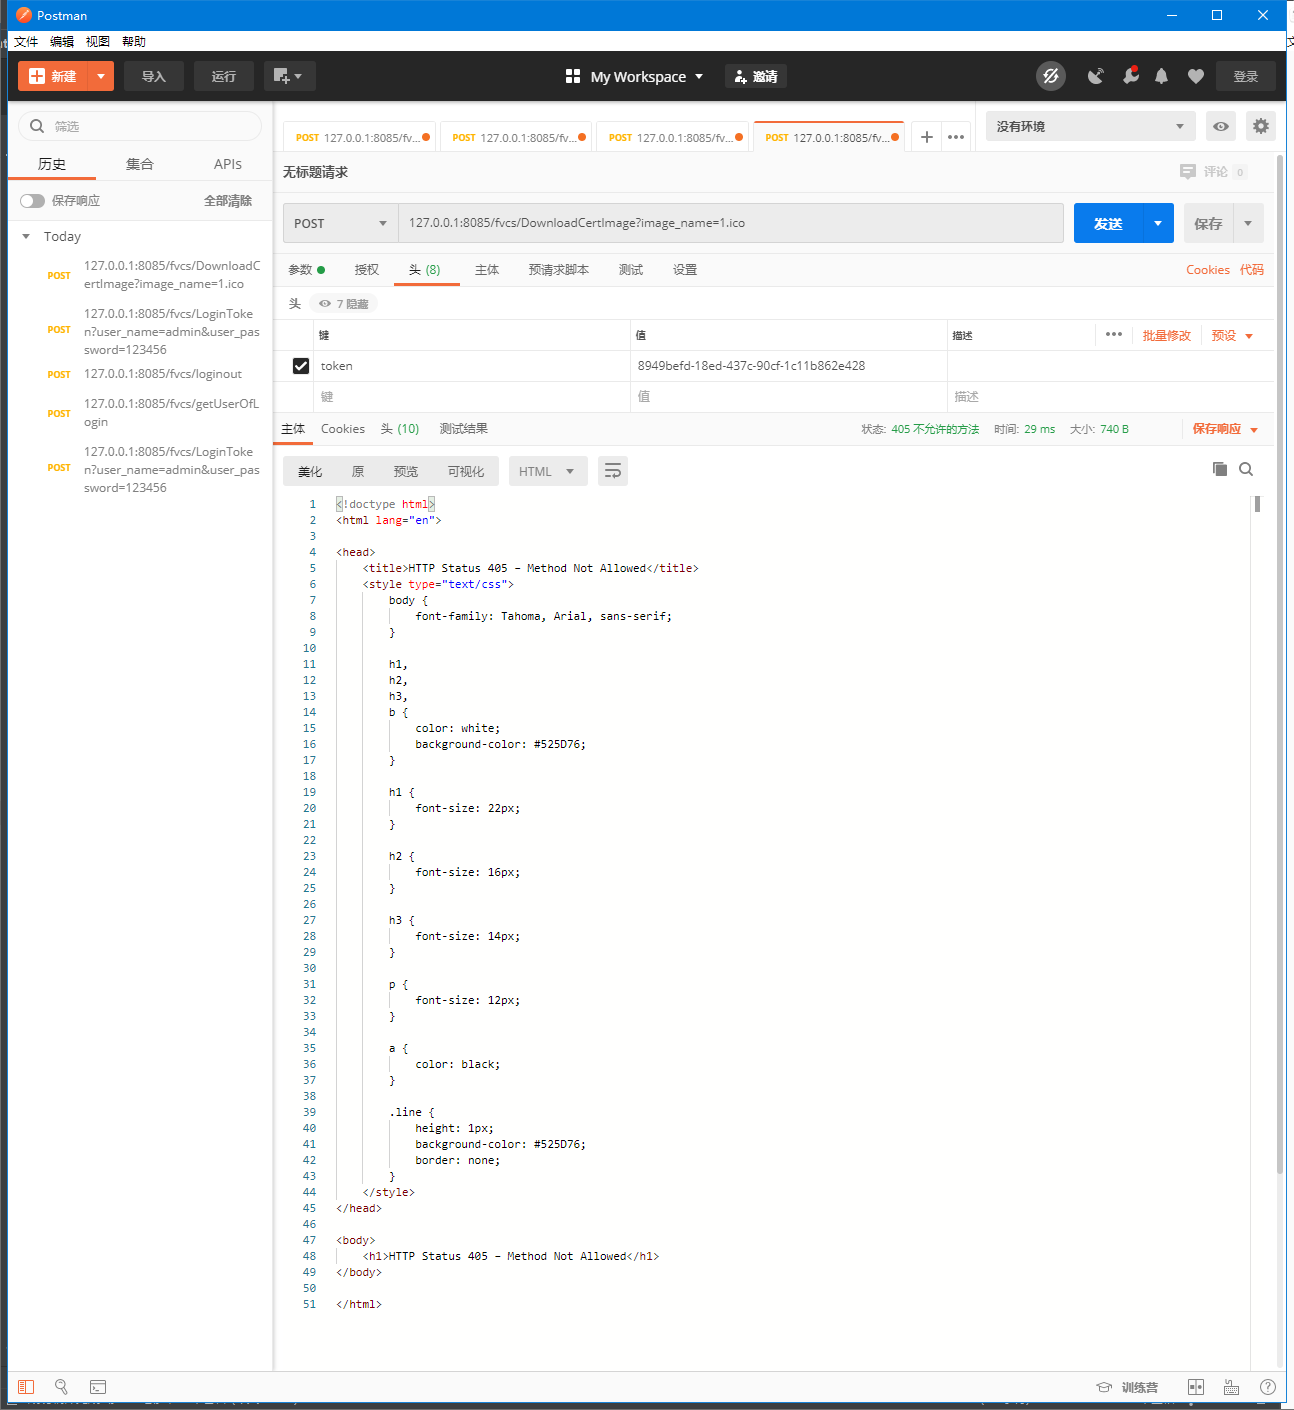 Postman
文件 编辑 视图 帮助
新建 导入 运行 My Workspace 邀请 登录
筛选
历史 集合 APIs
保存响应 全部清除
Today
POST 127.0.0.1:8085/fvcs/DownloadC
ertImage?image_name=1.ico
POST 127.0.0.1:8085/fvcs/LoginToke
n?user_name=admin&user_pa
ssword=123456
POST 127.0.0.1:8085/fvcs/loginout
POST 127.0.0.1:8085/fvcs/getUserOfL
ogin
POST 127.0.0.1:8085/fvcs/LoginToke
n?user_name=admin&user_pa
ssword=123456
POST 127.0.0.1:8085/fv... POST 127.0.0.1:8085/fv... POST 127.0.0.1:8085/fv... POST 127.0.0.1:8085/fv... + ••• 没有环境
无标题请求 评论 0
POST 127.0.0.1:8085/fvcs/DownloadCertImage?image_name=1.ico 发送 保存
参数 授权 头 (8) 主体 预请求脚本 测试 设置 Cookies 代码
头 7 隐藏
键 值 描述 ••• 批量修改 预设
token 8949befd-18ed-437c-90cf-1c11b862e428
键 值 描述
主体 Cookies 头 (10) 测试结果 状态: 405 不允许的方法 时间: 29 ms 大小: 740 B 保存响应
美化 原 预览 可视化 HTML
1 <!doctype html>
2 <html lang="en">
3
4 <head>
5 <title>HTTP Status 405 – Method Not Allowed</title>
6 <style type="text/css">
7 body {
8 font-family: Tahoma, Arial, sans-serif;
9 }
10
11 h1,
12 h2,
13 h3,
14 b {
15 color: white;
16 background-color: #525D76;
17 }
18
19 h1 {
20 font-size: 22px;
21 }
22
23 h2 {
24 font-size: 16px;
25 }
26
27 h3 {
28 font-size: 14px;
29 }
30
31 p {
32 font-size: 12px;
33 }
34
35 a {
36 color: black;
37 }
38
39 .line {
40 height: 1px;
41 background-color: #525D76;
42 border: none;
43 }
44 </style>
45 </head>
46
47 <body>
48 <h1>HTTP Status 405 – Method Not Allowed</h1>
49 </body>
50
51 </html>
训练营